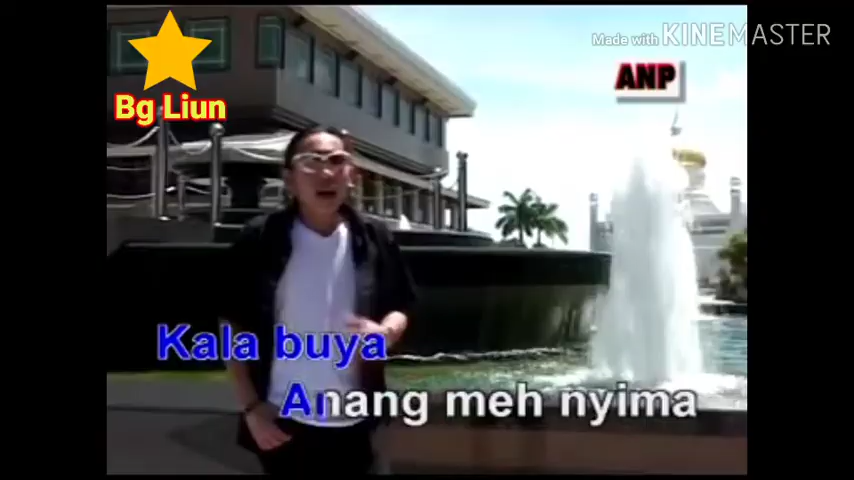 Made with KINEMASTER
ANP
Bg Liun
Kala buya
Anang meh nyima